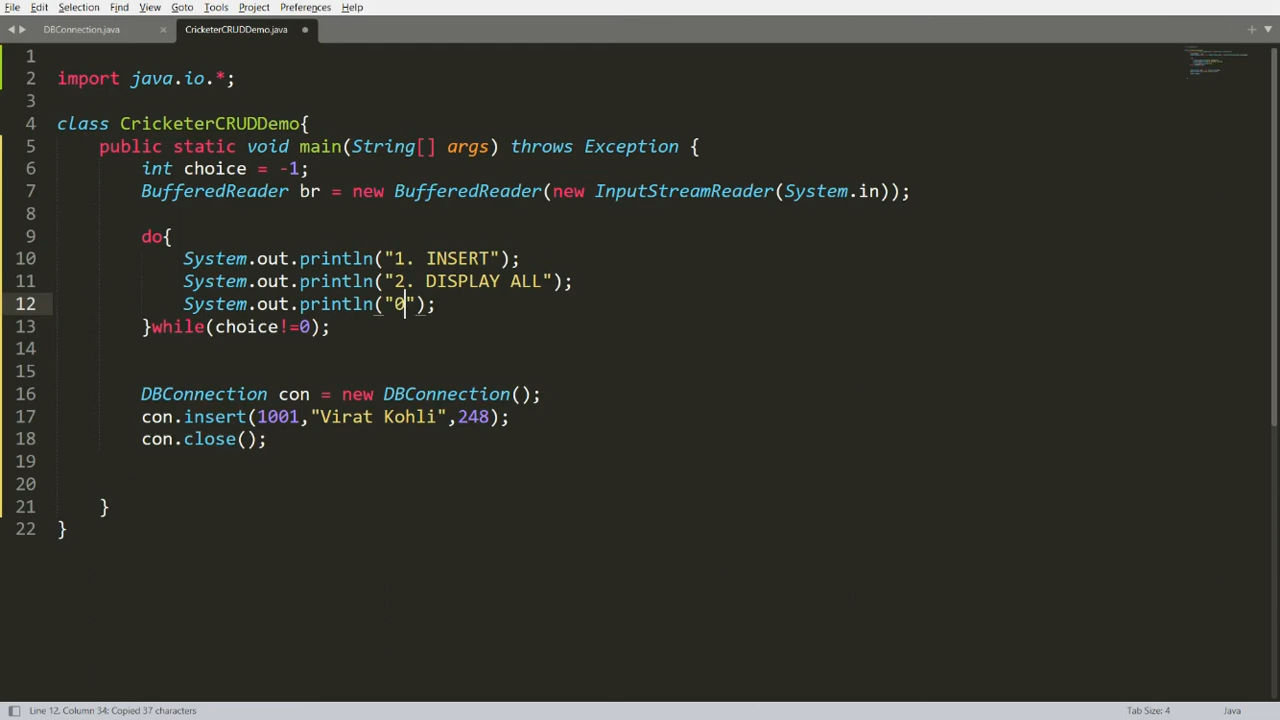 File Edit Selection Find View Goto Tools Project Preferences Help
DBConnection.java × CricketerCRUDDemo.java
1
2 import java.io.*;
3
4 class CricketerCRUDDemo{
5 public static void main(String[] args) throws Exception {
6 int choice = -1;
7 BufferedReader br = new BufferedReader(new InputStreamReader(System.in));
8
9 do{
10 System.out.println("1. INSERT");
11 System.out.println("2. DISPLAY ALL");
12 System.out.println("0");
13 }while(choice!=0);
14
15
16 DBConnection con = new DBConnection();
17 con.insert(1001,"Virat Kohli",248);
18 con.close();
19
20
21 }
22 }
Line 12, Column 34; Copied 37 characters Tab Size: 4 Java